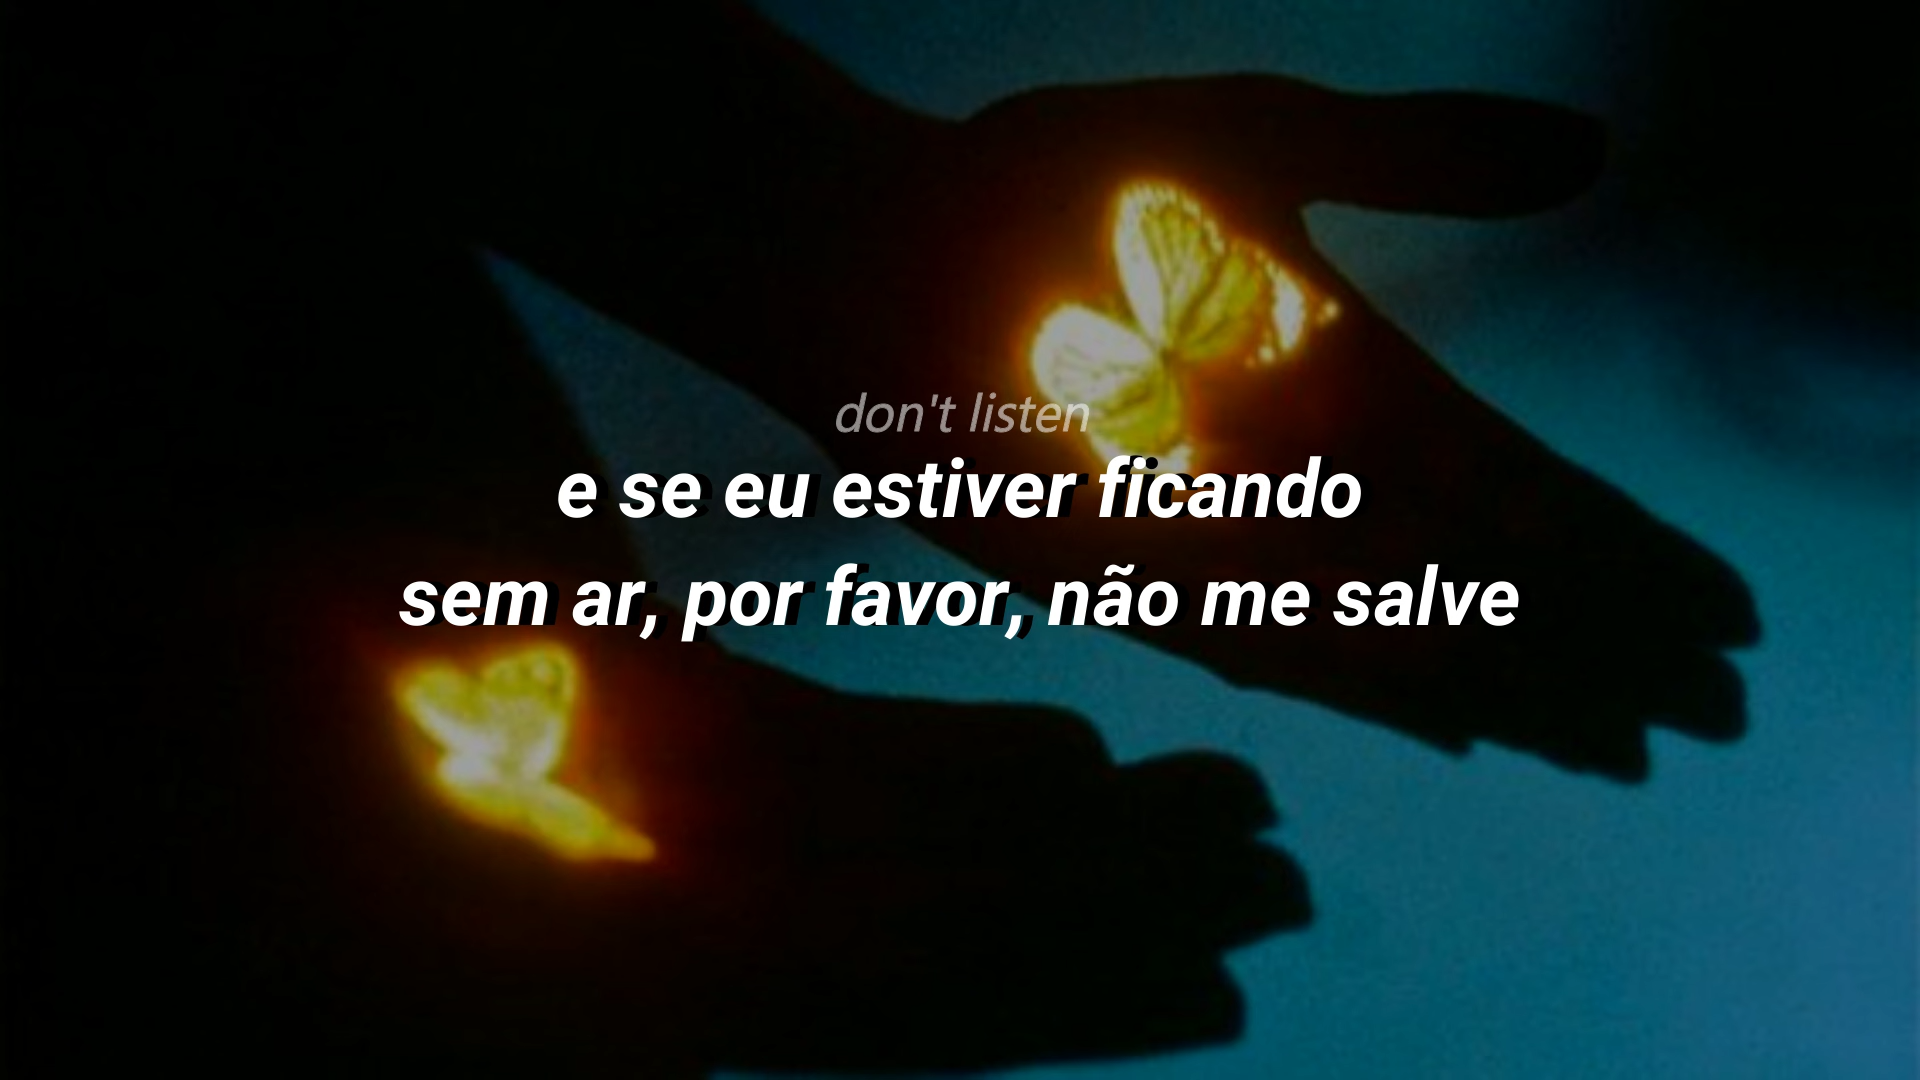 don't listen
e se eu estiver ficando
sem ar, por favor, não me salve